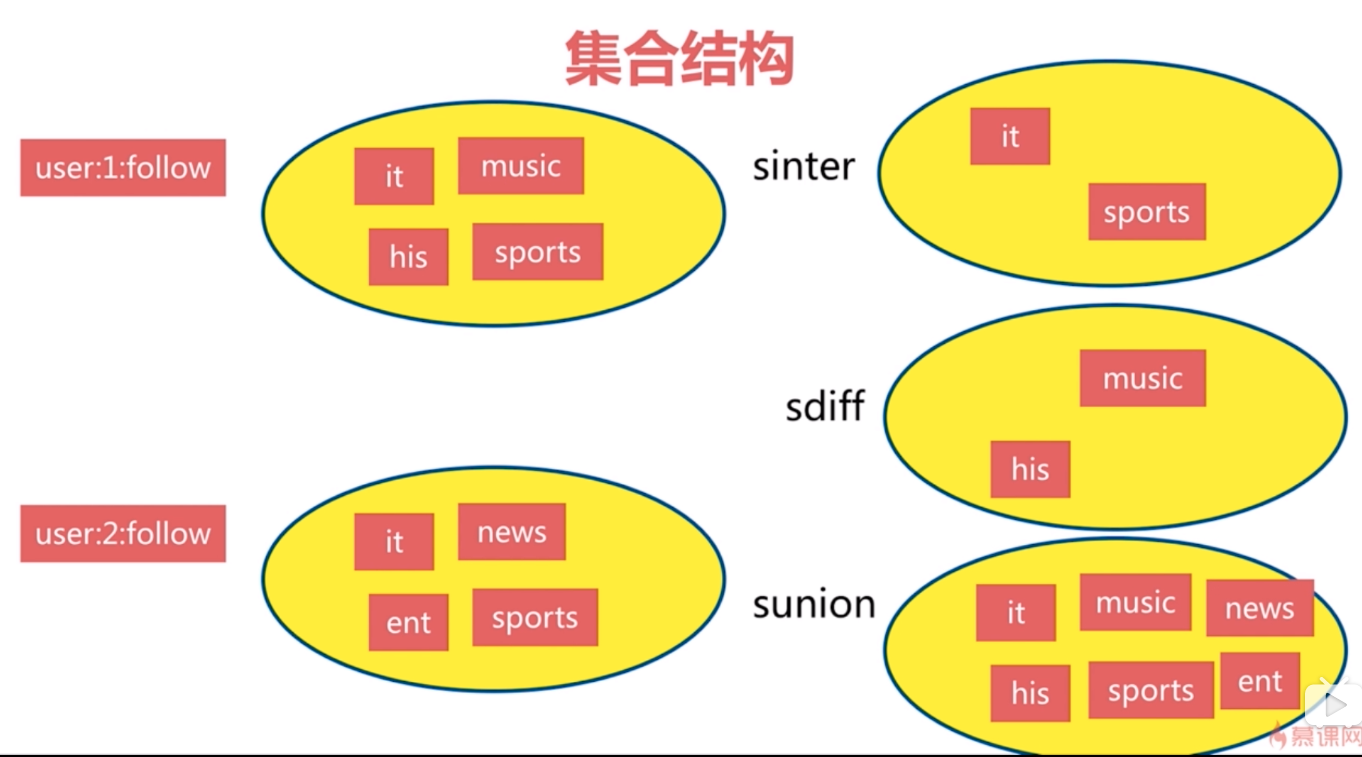 集合结构
user:1:follow
it
music
his
sports
sinter
it
sports
sdiff
music
his
user:2:follow
it
news
ent
sports
sunion
it
music
news
his
sports
ent
慕课网